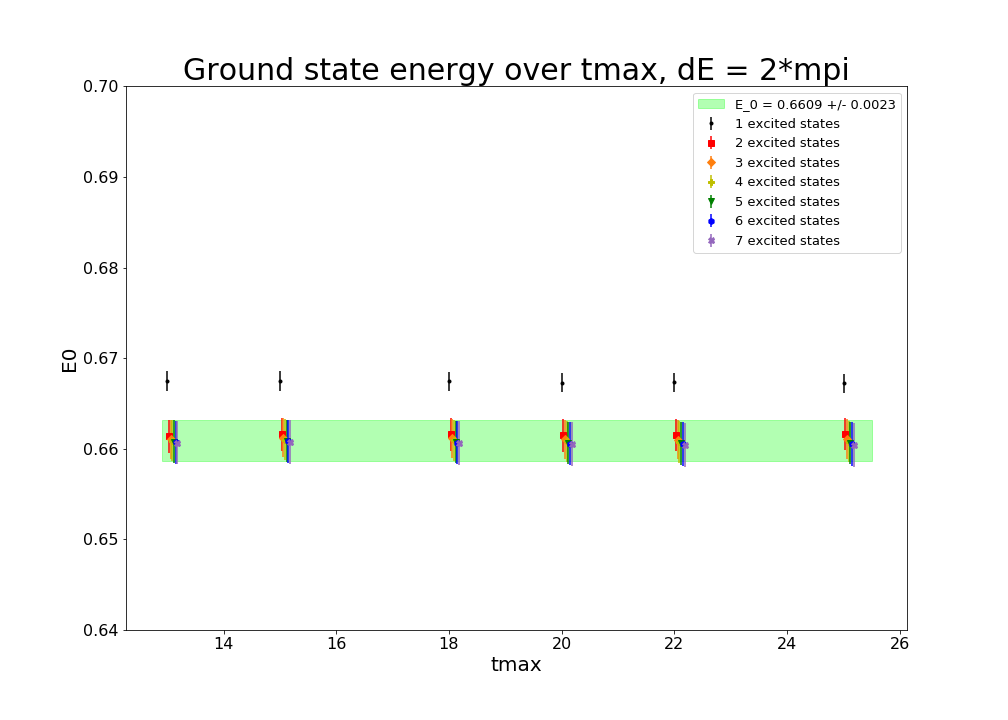 Ground state energy over tmax, dE = 2*mpi
E_0 = 0.6609 +/- 0.0023
1 excited states
2 excited states
3 excited states
4 excited states
5 excited states
6 excited states
7 excited states
0.70
0.69
0.68
0.67
0.66
0.65
0.64
E0
14 16 18 20 22 24 26
tmax